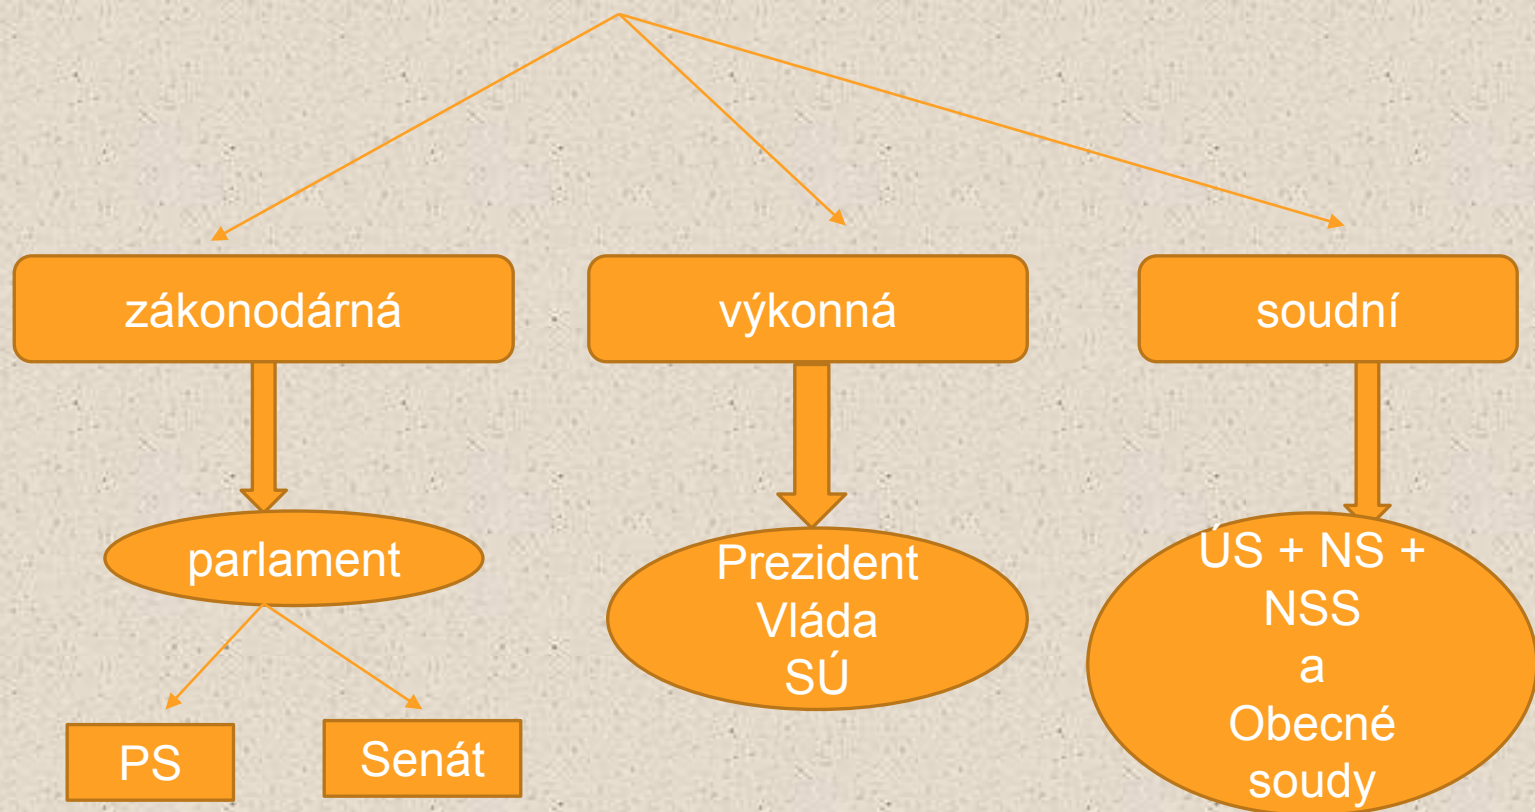 zákonodárná
výkonná
soudní
parlament
Prezident
Vláda
SÚ
ÚS + NS +
NSS
a
Obecné
soudy
PS
Senát